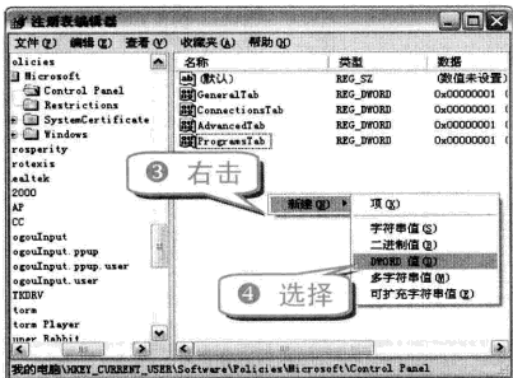 注册表编辑器
文件(F) 编辑(E) 查看(V) 收藏夹(A) 帮助(H)
olicies
Microsoft
Control Panel
Restrictions
SystemCertificate
Windows
rosperity
rotexis
ealtek
2000
AP
CC
ogouInput
ogouInput.ppup
ogouInput.ppup.user
ogouInput.user
TKDRV
torm
torm Player
uper Rabbit
名称 类型 数据
(默认) REG_SZ (数值未设置)
GeneralTab REG_DWORD 0x00000001 (
ConnectionsTab REG_DWORD 0x00000001 (
AdvancedTab REG_DWORD 0x00000001 (
ProgramsTab REG_DWORD 0x00000001 (
❸ 右击
新建(N)
项(K)
字符串值(S)
二进制值(B)
DWORD 值(D)
多字符串值(M)
可扩充字符串值(E)
❹ 选择
我的电脑\HKEY_CURRENT_USER\Software\Policies\Microsoft\Control Panel